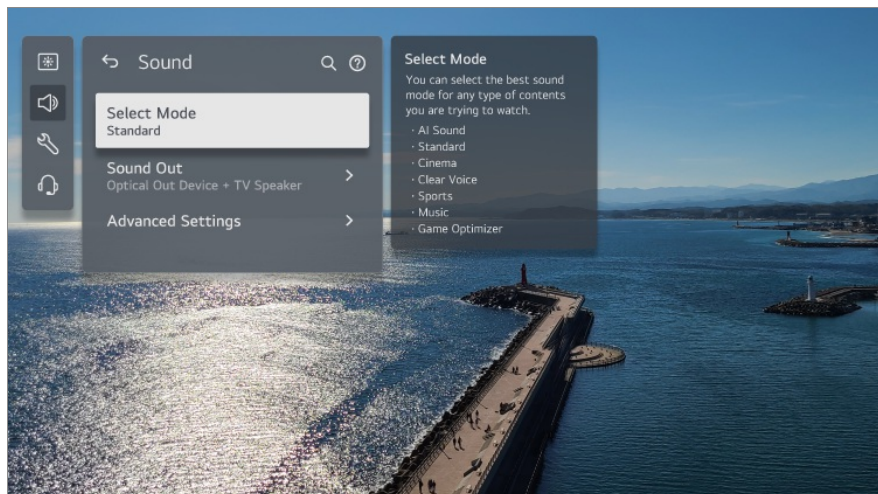 Sound
Select Mode
Standard
Sound Out
Optical Out Device + TV Speaker
Advanced Settings
Select Mode
You can select the best sound
mode for any type of contents
you are trying to watch.
· AI Sound
· Standard
· Cinema
· Clear Voice
· Sports
· Music
· Game Optimizer